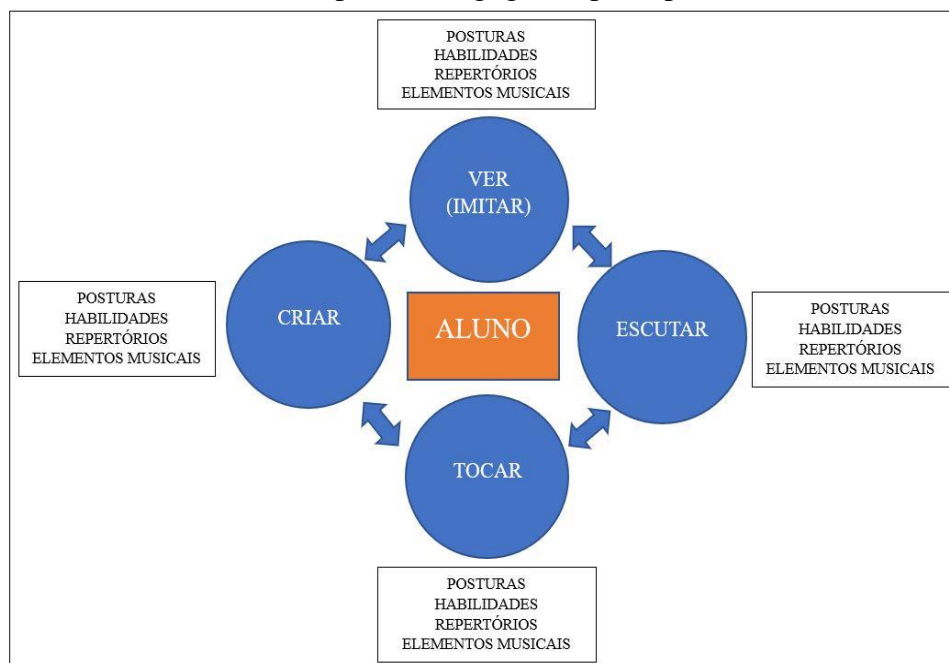 POSTURAS
HABILIDADES
REPERTÓRIOS
ELEMENTOS MUSICAIS
VER
(IMITAR)
CRIAR
ALUNO
ESCUTAR
POSTURAS
HABILIDADES
REPERTÓRIOS
ELEMENTOS MUSICAIS
POSTURAS
HABILIDADES
REPERTÓRIOS
ELEMENTOS MUSICAIS
TOCAR
POSTURAS
HABILIDADES
REPERTÓRIOS
ELEMENTOS MUSICAIS